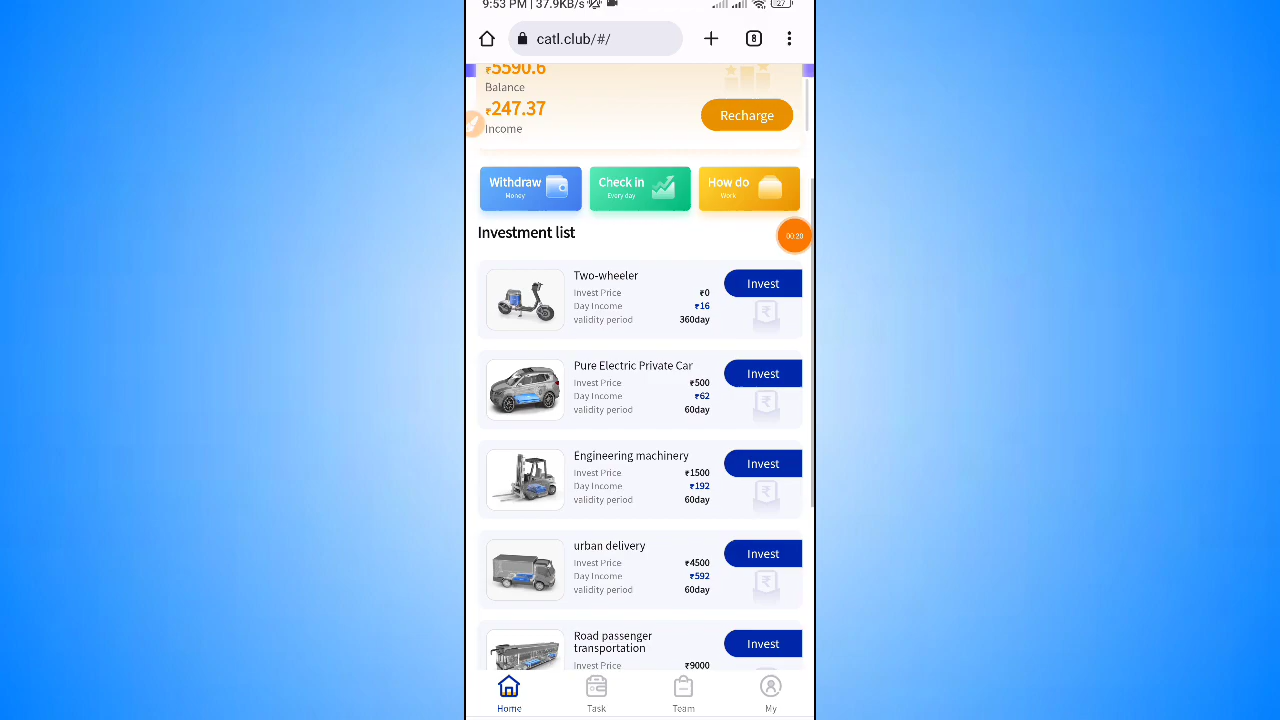 9:53 PM | 37.9KB/s
27
catl.club/#/
8
₹5590.6
Balance
₹247.37
Income
Recharge
Withdraw
Money
Check in
Every day
How do
Work
Investment list
00:20
Two-wheeler
Invest Price ₹0
Day Income ₹16
validity period 360day
Invest
Pure Electric Private Car
Invest Price ₹500
Day Income ₹62
validity period 60day
Invest
Engineering machinery
Invest Price ₹1500
Day Income ₹192
validity period 60day
Invest
urban delivery
Invest Price ₹4500
Day Income ₹592
validity period 60day
Invest
Road passenger
transportation
Invest Price ₹9000
Invest
Home
Task
Team
My